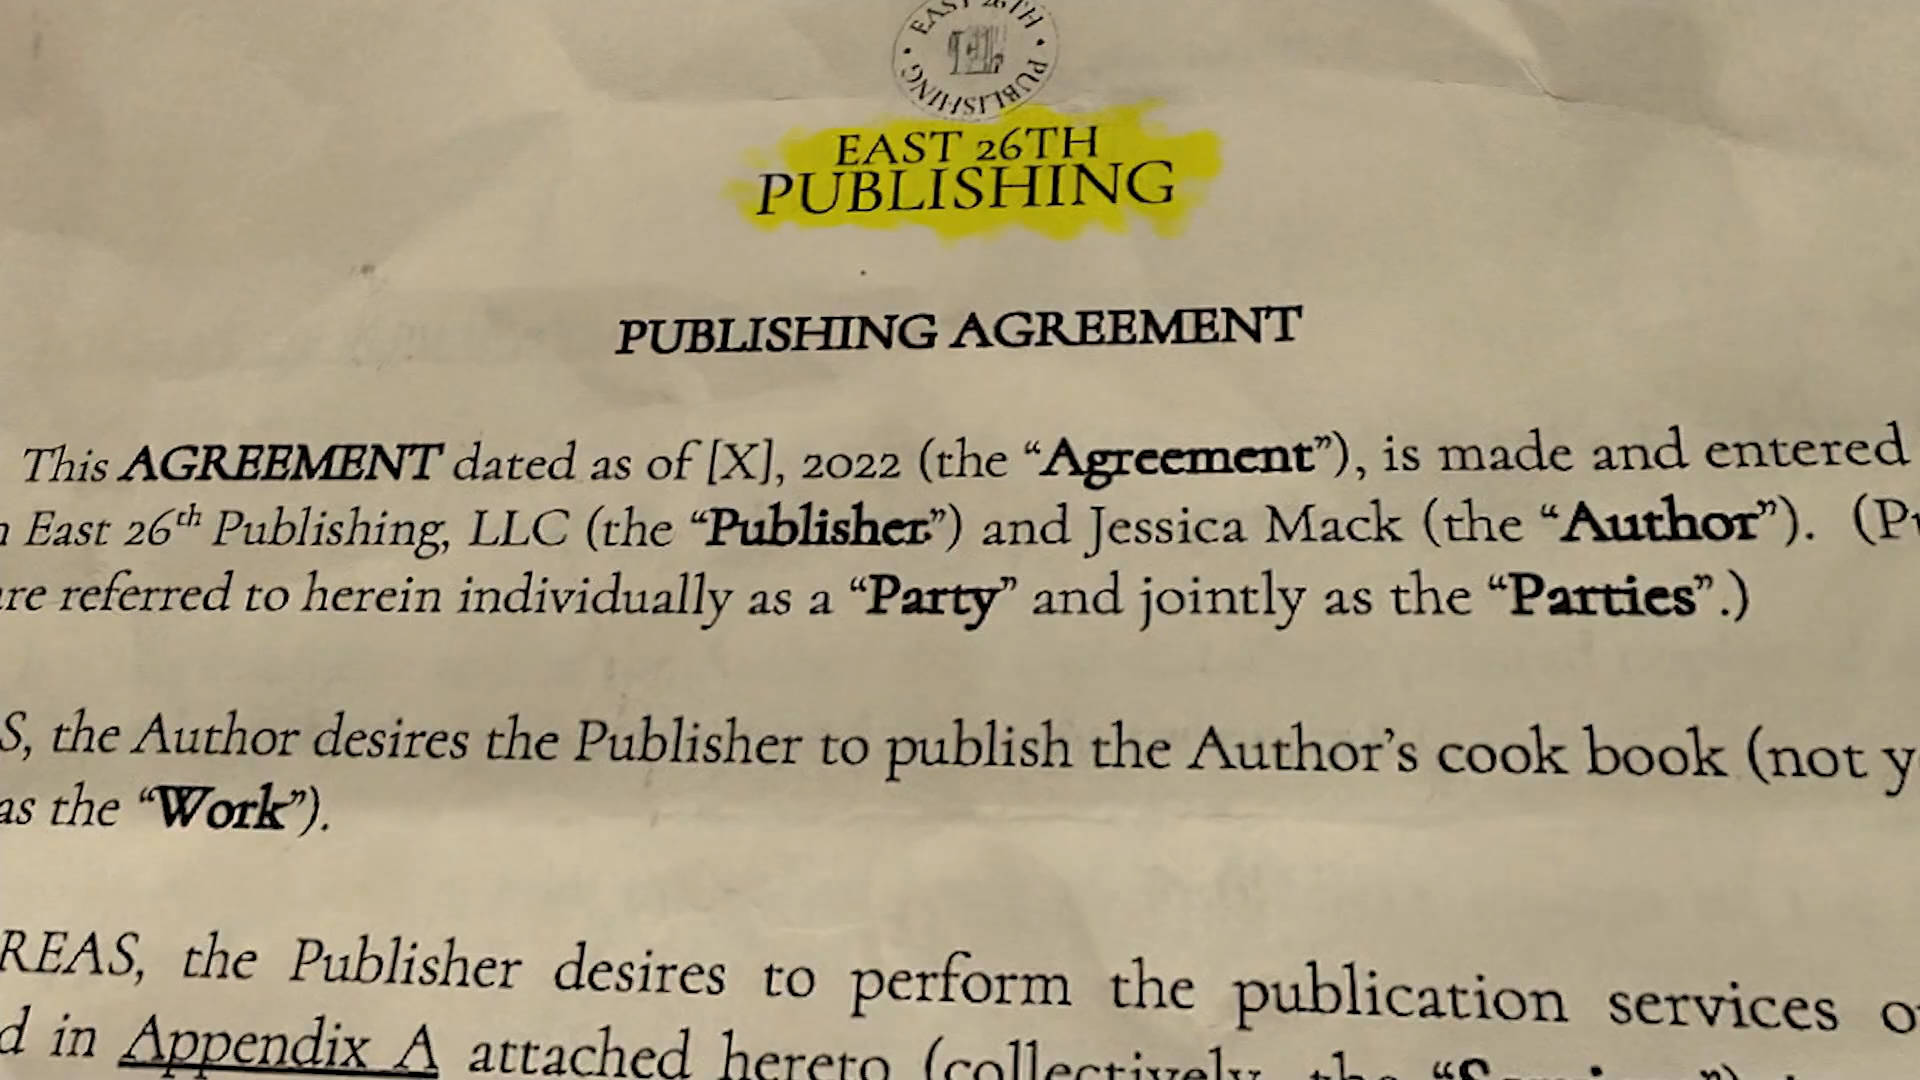 EAST 26TH • PUBLISHING •
EAST 26TH
PUBLISHING
PUBLISHING AGREEMENT
This AGREEMENT dated as of [X], 2022 (the “Agreement”), is made and entered
East 26th Publishing, LLC (the “Publisher”) and Jessica Mack (the “Author”). (
referred to herein individually as a “Party” and jointly as the “Parties”.)
the Author desires the Publisher to publish the Author’s cook book (not
as the “Work”).
the Publisher desires to perform the publication services
in Appendix A attached hereto (collectively, the